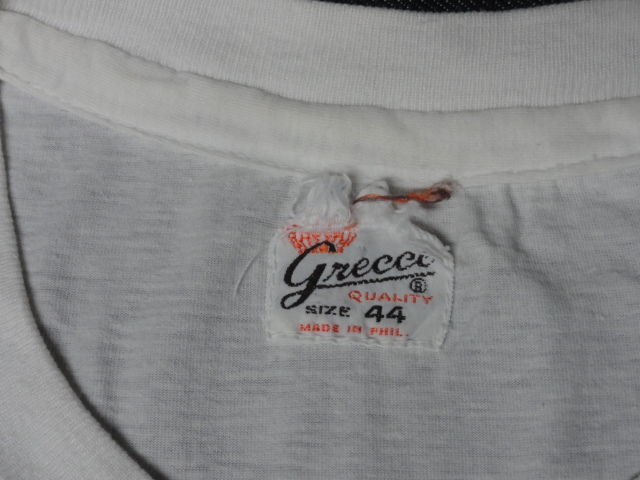 Grecco
®
QUALITY
SIZE 44
MADE IN PHIL.